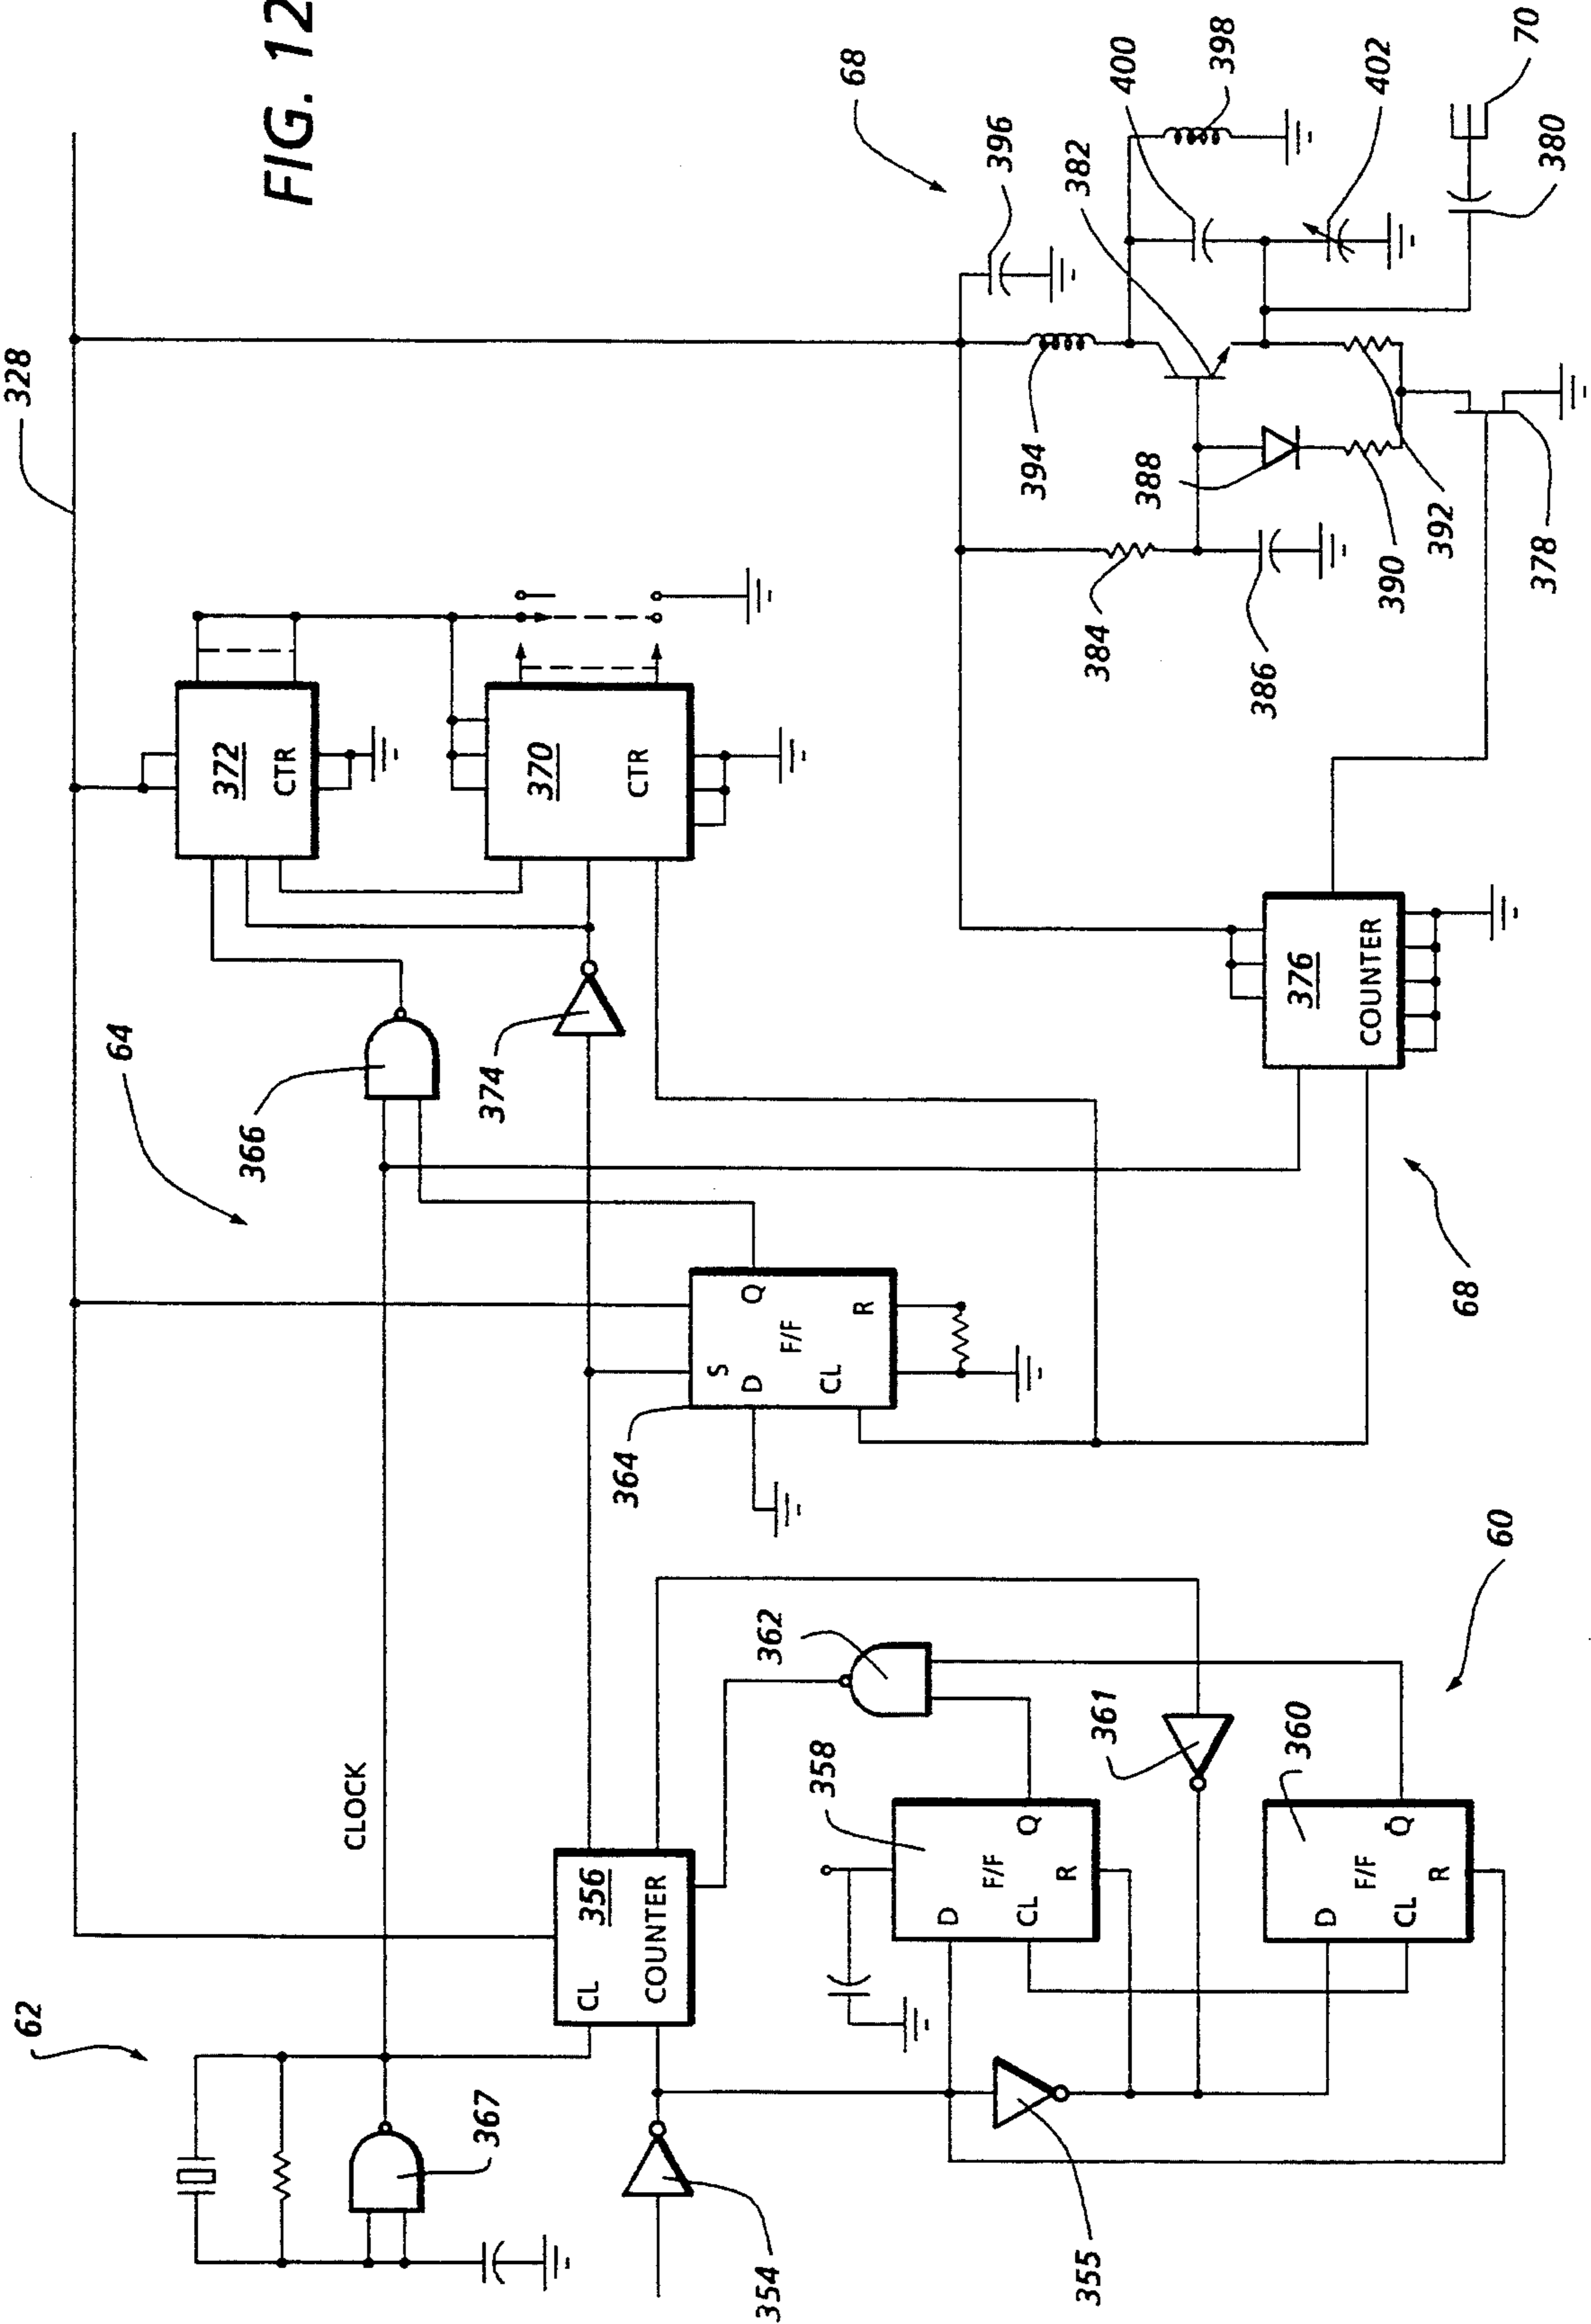 FIG. 12
328
68
396
400
398
382
402
70
380
394
388
384
386
390
392
378
372
CTR
370
CTR
64
366
374
376
COUNTER
68
S
Q
D
F/F
CL
R
364
CLOCK
62
367
CL
356
COUNTER
362
361
358
D
Q
F/F
CL
R
360
D
Q
F/F
CL
R
60
354
355